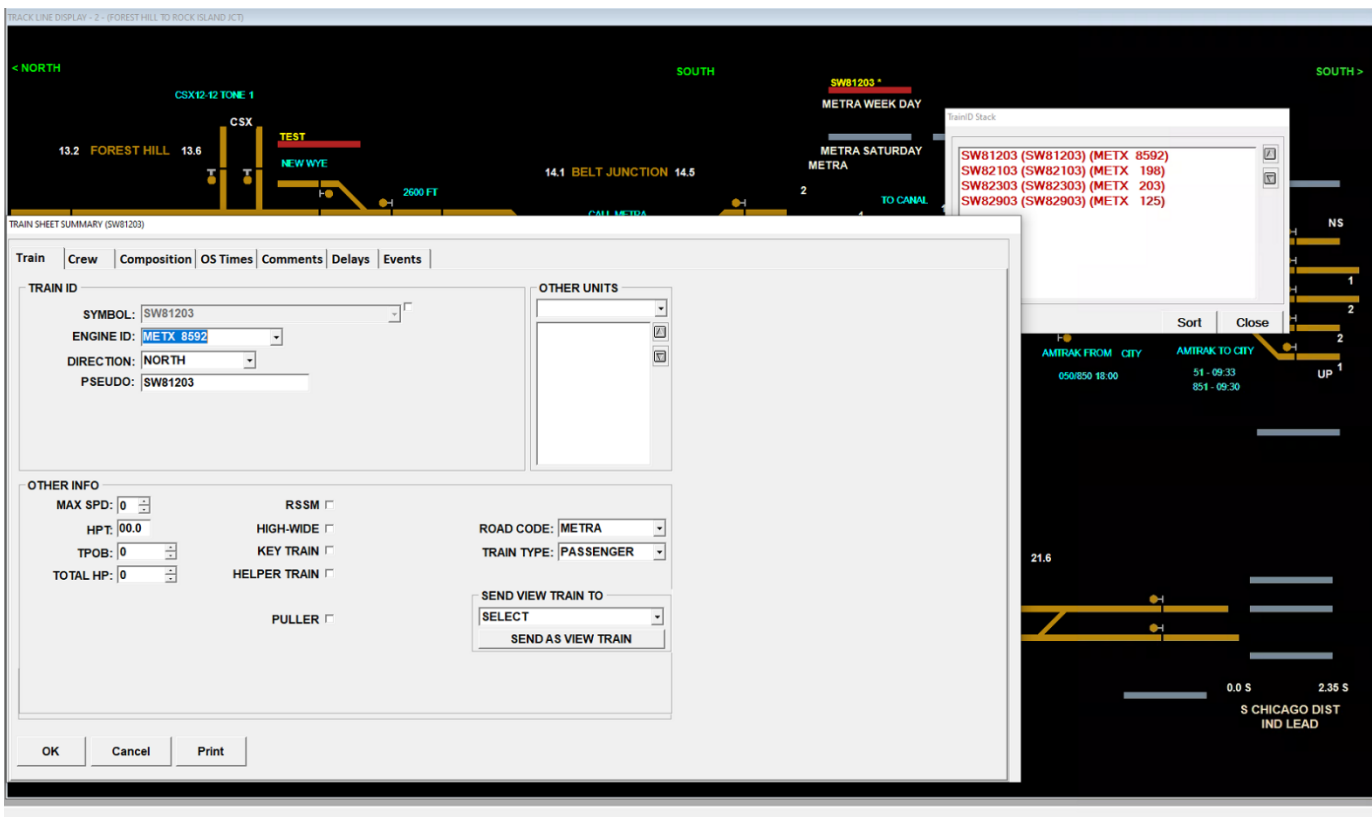 TRACK LINE DISPLAY - 2 - (FOREST HILL TO ROCK ISLAND JCT)
< NORTH
SOUTH
SOUTH >
CSX12-12 TONE 1
SW81203 *
METRA WEEK DAY
CSX
TEST
13.2 FOREST HILL 13.6
NEW WYE
2600 FT
14.1 BELT JUNCTION 14.5
METRA SATURDAY
METRA
2
TO CANAL
CALL METRA
TrainID Stack
SW81203 (SW81203) (METX 8592)
SW82103 (SW82103) (METX 198)
SW82303 (SW82303) (METX 203)
SW82903 (SW82903) (METX 125)
Sort
Close
NS
1
2
2
1
UP
AMTRAK FROM CITY
AMTRAK TO CITY
050/850 18:00
51 - 09:33
851 - 09:30
21.6
0.0 S
2.35 S
S CHICAGO DIST
IND LEAD
TRAIN SHEET SUMMARY (SW81203)
Train
Crew
Composition
OS Times
Comments
Delays
Events
TRAIN ID
SYMBOL: SW81203
ENGINE ID: METX 8592
DIRECTION: NORTH
PSEUDO: SW81203
OTHER UNITS
OTHER INFO
MAX SPD: 0
HPT: 00.0
TPOB: 0
TOTAL HP: 0
RSSM
HIGH-WIDE
KEY TRAIN
HELPER TRAIN
PULLER
ROAD CODE: METRA
TRAIN TYPE: PASSENGER
SEND VIEW TRAIN TO
SELECT
SEND AS VIEW TRAIN
OK
Cancel
Print